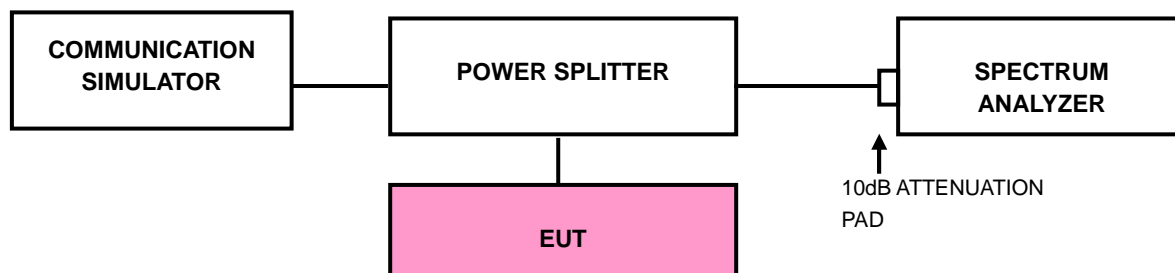 COMMUNICATION
SIMULATOR
POWER SPLITTER
SPECTRUM
ANALYZER
10dB ATTENUATION
PAD
EUT